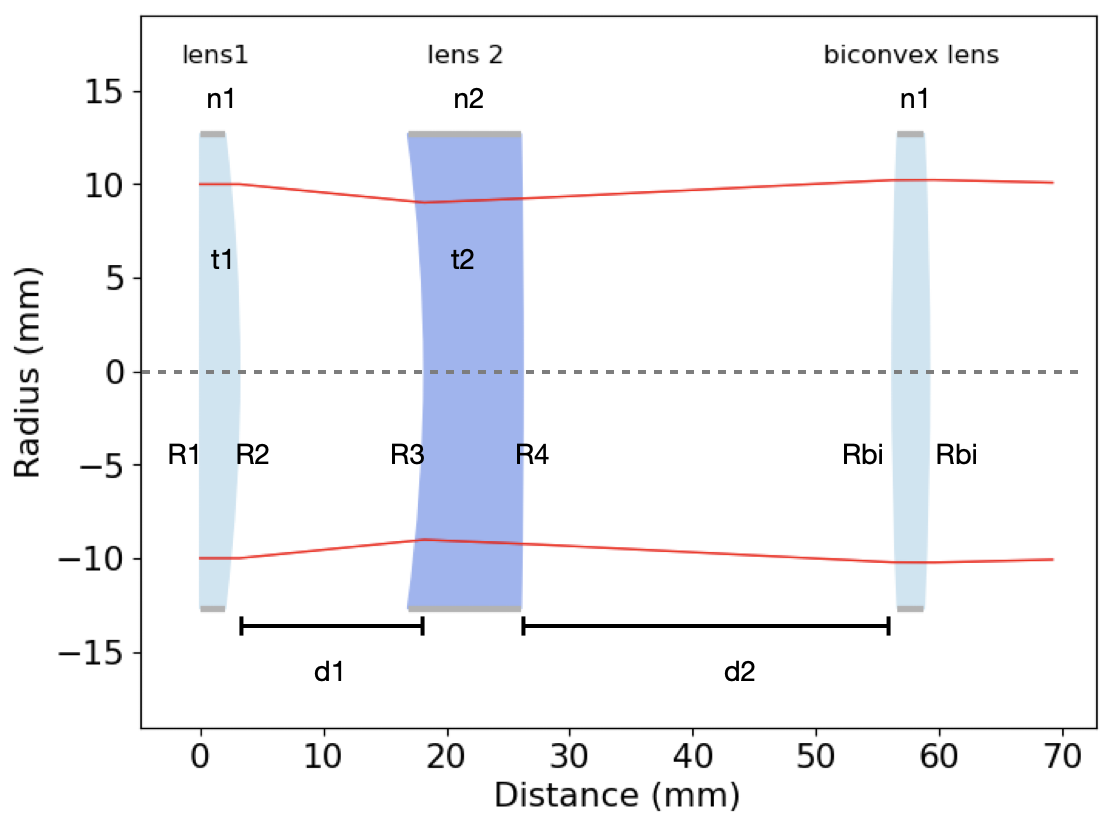 lens1 lens 2 biconvex lens
n1 n2 n1
t1 t2
R1 R2 R3 R4 Rbi Rbi
d1 d2
15
10
5
0
−5
−10
−15
Radius (mm)
0 10 20 30 40 50 60 70
Distance (mm)